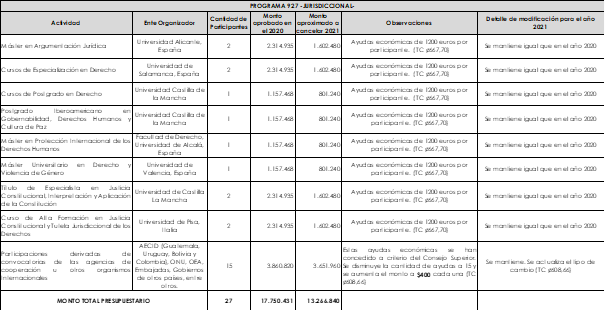 PROGRAMA 927 -JURISDICCIONAL-
Actividad
Ente Organizador
Cantidad de
Participantes
Monto
aprobado en
el 2020
Monto
aproximado a
cancelar 2021
Observaciones
Detalle de modificación para el año
2021
Máster en Argumentación Jurídica
Universidad Alicante,
España
2
2.314.935
1.602.480
Ayudas económicas de 1200 euros por
participante. (TC ¢667,70)
Se mantiene igual que en el año 2020
Cursos de Especialización en Derecho
Universidad de
Salamanca, España
2
2.314.935
1.602.480
Ayudas económicas de 1200 euros por
participante. (TC ¢667,70)
Se mantiene igual que en el año 2020
Cursos de Postgrado en Derecho
Universidad Castilla de
la Mancha
1
1.157.468
801.240
Ayudas económicas de 1200 euros por
participante. (TC ¢667,70)
Se mantiene igual que en el año 2020
Postgrado Iberoamericano en
Gobernabilidad, Derechos Humanos y
Cultura de Paz
Universidad Castilla de
la Mancha
1
1.157.468
801.240
Ayudas económicas de 1200 euros por
participante. (TC ¢667,70)
Se mantiene igual que en el año 2020
Máster en Protección Internacional de los
Derechos Humanos
Facultad de Derecho,
Universidad de Alcalá,
España
1
1.157.468
801.240
Ayudas económicas de 1200 euros por
participante. (TC ¢667,70)
Se mantiene igual que en el año 2020
Máster Universitario en Derecho y
Violencia de Género
Universidad de
Valencia, España
1
1.157.468
801.240
Ayudas económicas de 1200 euros por
participante. (TC ¢667,70)
Se mantiene igual que en el año 2020
Título de Especialista en Justicia
Constitucional, Interpretación y Aplicación
de la Constitución
Universidad de Castilla
La Mancha
2
2.314.935
1.602.480
Ayudas económicas de 1200 euros por
participante. (TC ¢667,70)
Se mantiene igual que en el año 2020
Curso de Alta Formación en Justicia
Constitucional y Tutela Jurisdiccional de los
Derechos
Universidad de Pisa,
Italia
2
2.314.935
1.602.480
Ayudas económicas de 1200 euros por
participante. (TC ¢667,70)
Se mantiene igual que en el año 2020
Participaciones derivadas de
convocatorias de las agencias de
cooperación u otros organismos
internacionales
AECID (Guatemala,
Uruguay, Bolivia y
Colombia), ONU, OEA,
Embajadas, Gobiernos
de otros países, entre
otros.
15
3.860.820
3.651.960
Estas ayudas económicas se han
concedido a criterio del Consejo Superior.
Se disminuye la cantidad de ayudas a 15 y
se aumenta el monto a $400 cada una (TC
¢608,66)
Se mantiene. Se actualiza el tipo de
cambio (TC ¢608,66)
MONTO TOTAL PRESUPUESTARIO
27
17.750.431
13.266.840